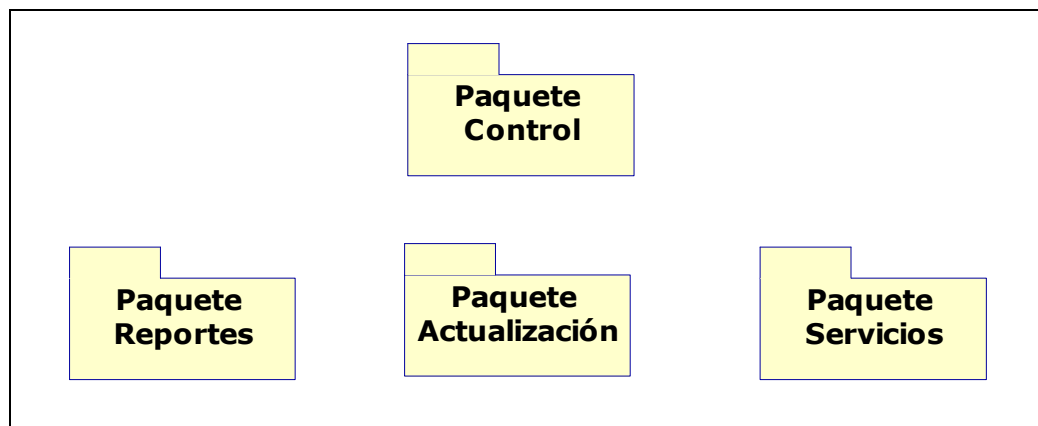 Paquete
Control
Paquete
Reportes
Paquete
Actualización
Paquete
Servicios